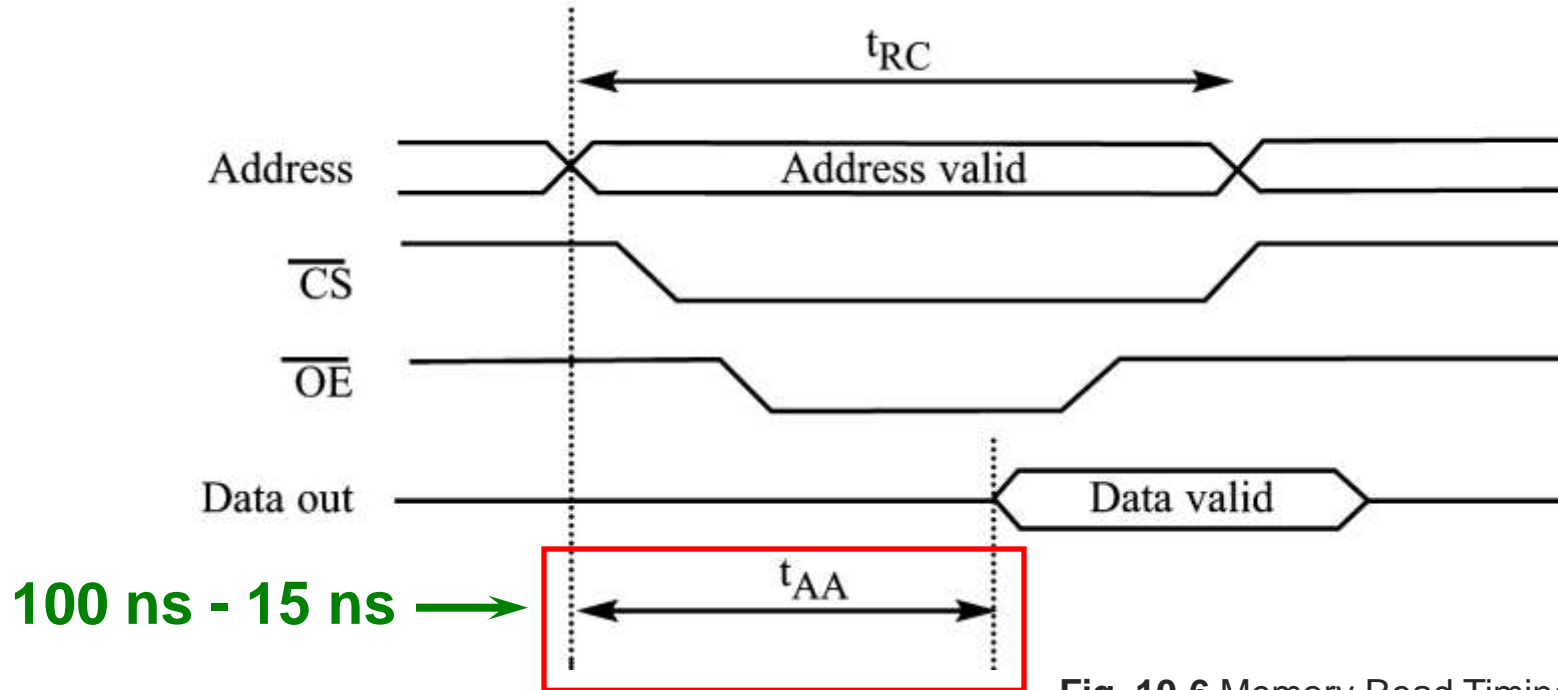 tRC
Address
Address valid
CS
OE
Data out
Data valid
100 ns - 15 ns
tAA
Fig. 10-6 Memory Read Timing